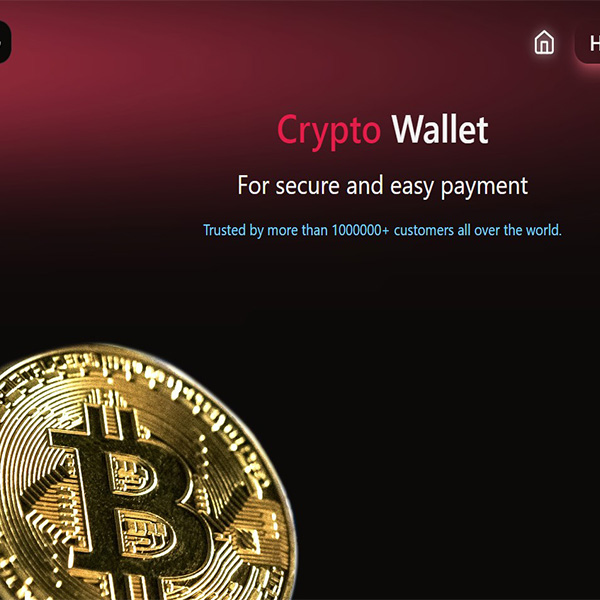 H
Crypto Wallet
For secure and easy payment
Trusted by more than 1000000+ customers all over the world.